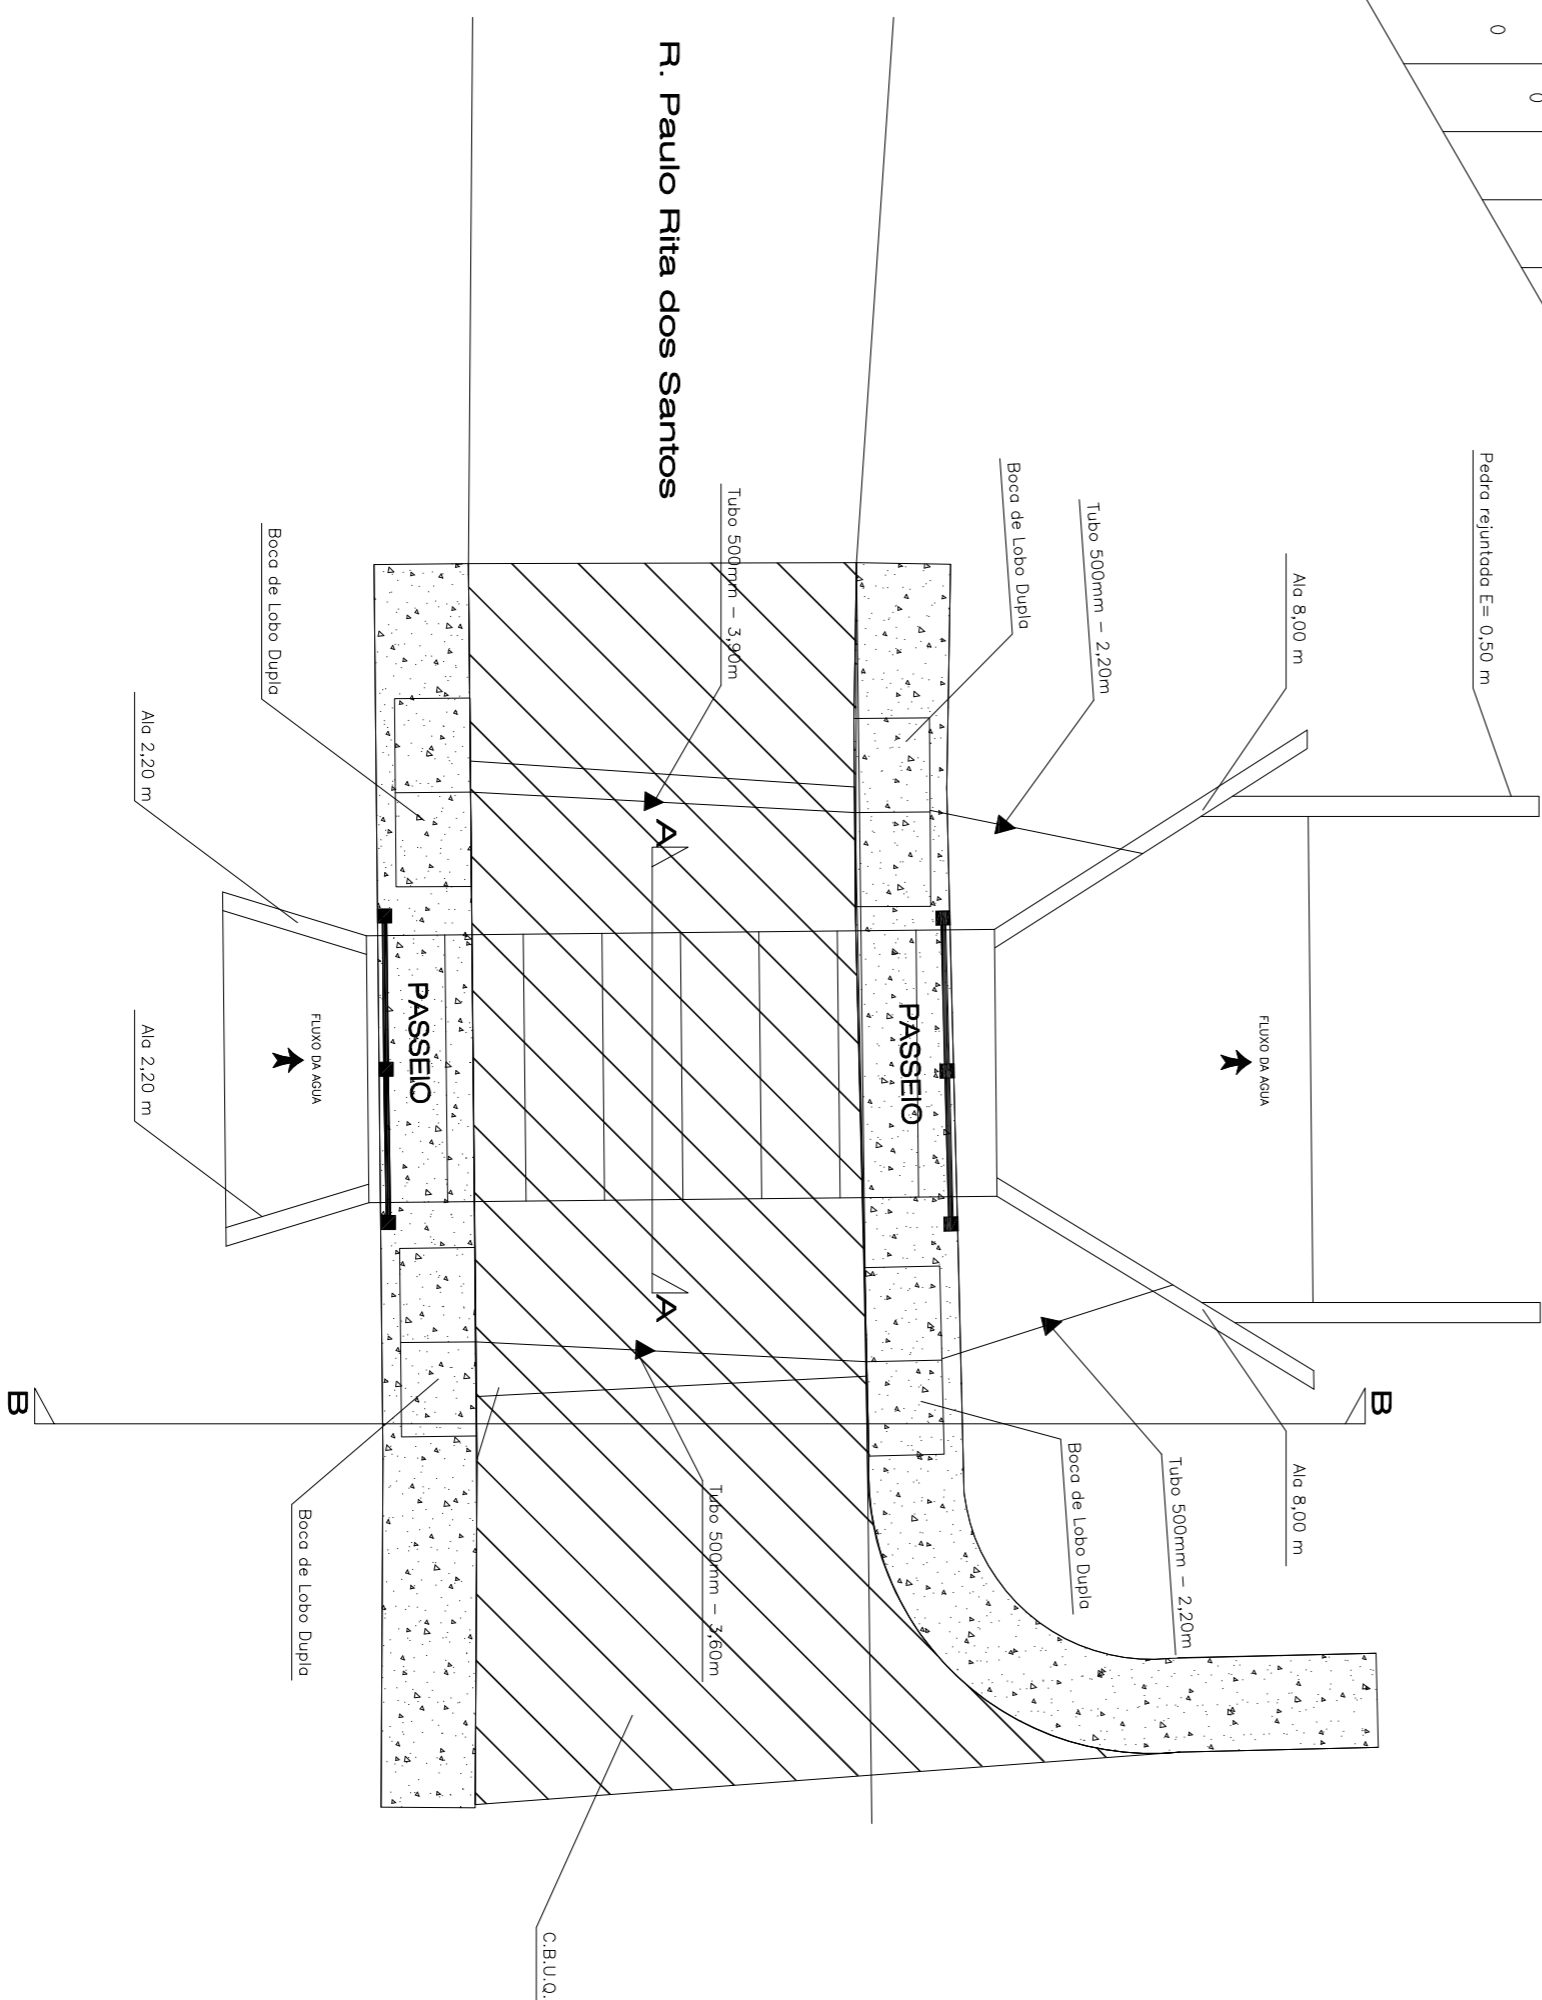 0
0
R. Paulo Rita dos Santos
Pedra rejuntada E= 0,50 m
Ala 8,00 m
Tubo 500mm - 2,20m
Boca de Lobo Dupla
Tubo 500mm - 3,90m
Boca de Lobo Dupla
Ala 2,20 m
A
FLUXO DA AGUA
PASSEIO
PASSEIO
FLUXO DA AGUA
Ala 2,20 m
A
B
B
Ala 8,00 m
Tubo 500mm - 2,20m
Boca de Lobo Dupla
Tubo 500mm - 3,60m
Boca de Lobo Dupla
C.B.U.Q.